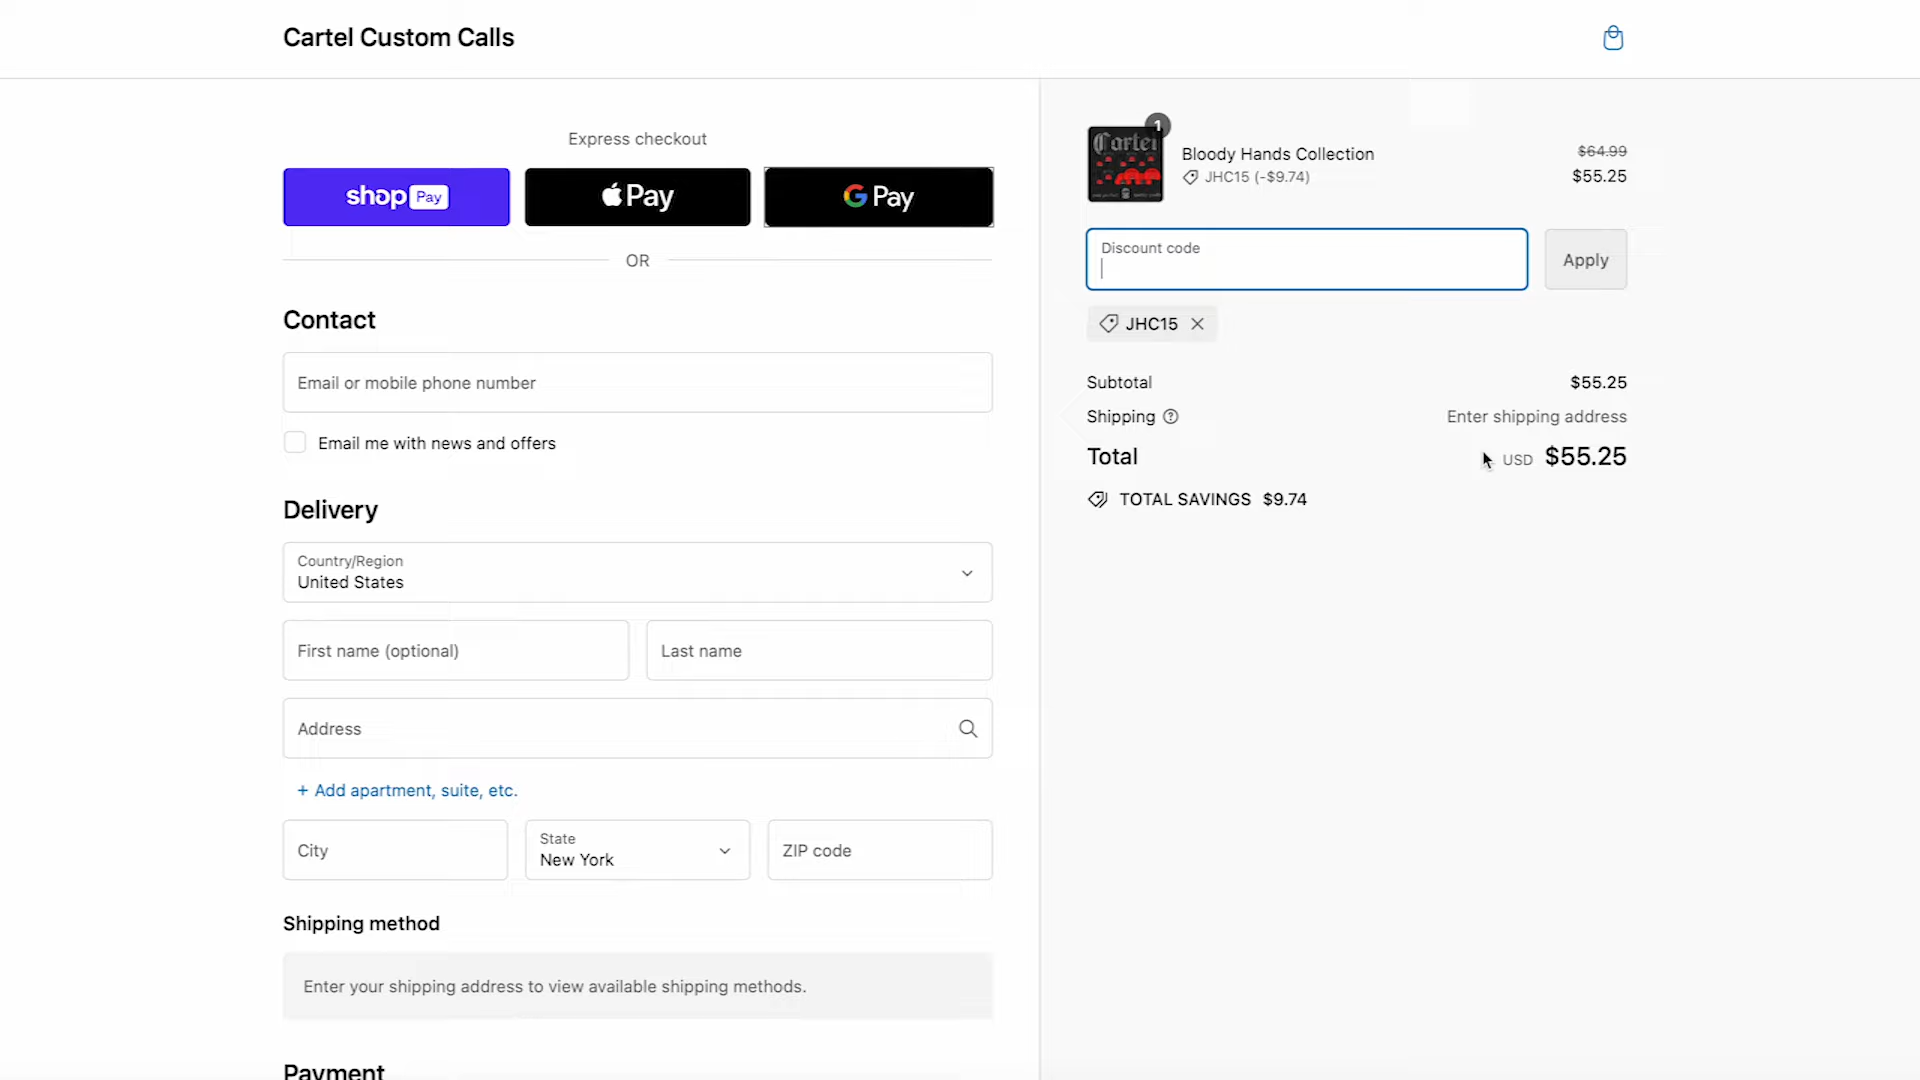 Cartel Custom Calls
Express checkout
shop Pay
Pay
G Pay
OR
Contact
Email or mobile phone number
Email me with news and offers
Delivery
Country/Region
United States
First name (optional)
Last name
Address
+ Add apartment, suite, etc.
City
State
New York
ZIP code
Shipping method
Enter your shipping address to view available shipping methods.
Payment
1
Cartel
Bloody Hands Collection
JHC15 (-$9.74)
$64.99
$55.25
Discount code
Apply
JHC15
Subtotal
$55.25
Shipping
Enter shipping address
Total
USD $55.25
TOTAL SAVINGS $9.74